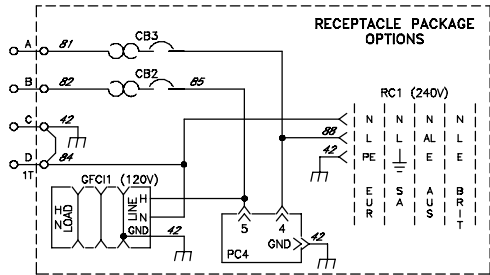 RECEPTACLE PACKAGE
OPTIONS
A 81 CB3
B 82 CB2 85
RC1 (240V)
C 42
D 84
1T
88
42
N N N N
L L AL L
PE E E
EUR SA AUS BRIT
GFCI1 (120V)
H
N
LOAD
LINE
H
N
GND 42
5 4
GND 42
PC4